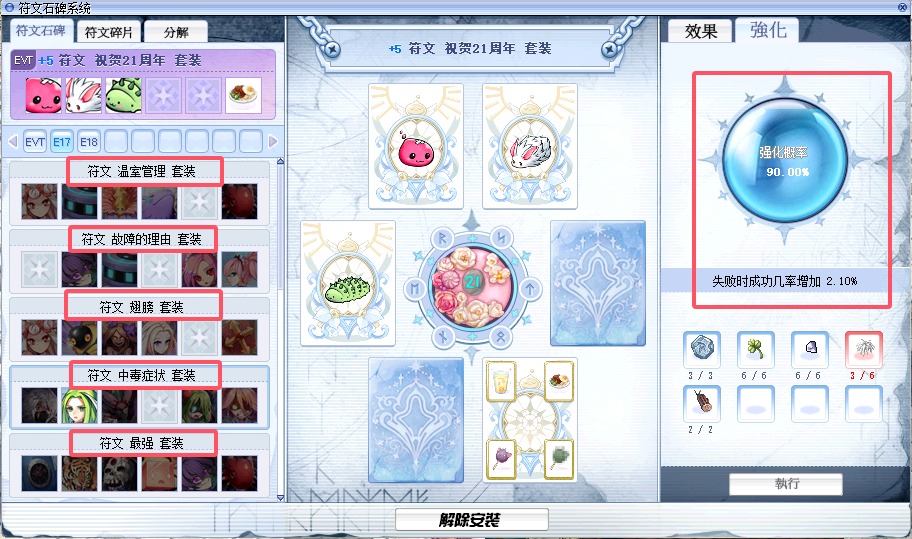 符文石碑系统
符文石碑 符文碎片 分解
EVT +5 符文 祝贺21周年 套装
EVT E17 E18
符文 温室管理 套装
符文 故障的理由 套装
符文 翅膀 套装
符文 中毒症状 套装
符文 最强 套装
+5 符文 祝贺21周年 套装
21
解除安装
效果 強化
强化概率
90.00%
失败时成功几率增加 2.10%
3 / 3 6 / 6 6 / 6 3 / 6
2 / 2
執行